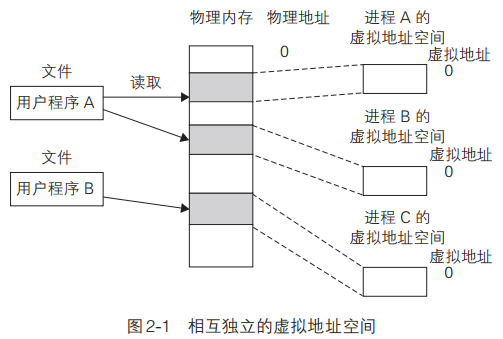 物理内存
物理地址
0
进程 A 的
虚拟地址空间
虚拟地址
0
文件
用户程序 A
读取
进程 B 的
虚拟地址空间
虚拟地址
0
文件
用户程序 B
进程 C 的
虚拟地址空间
虚拟地址
0
图 2-1 相互独立的虚拟地址空间